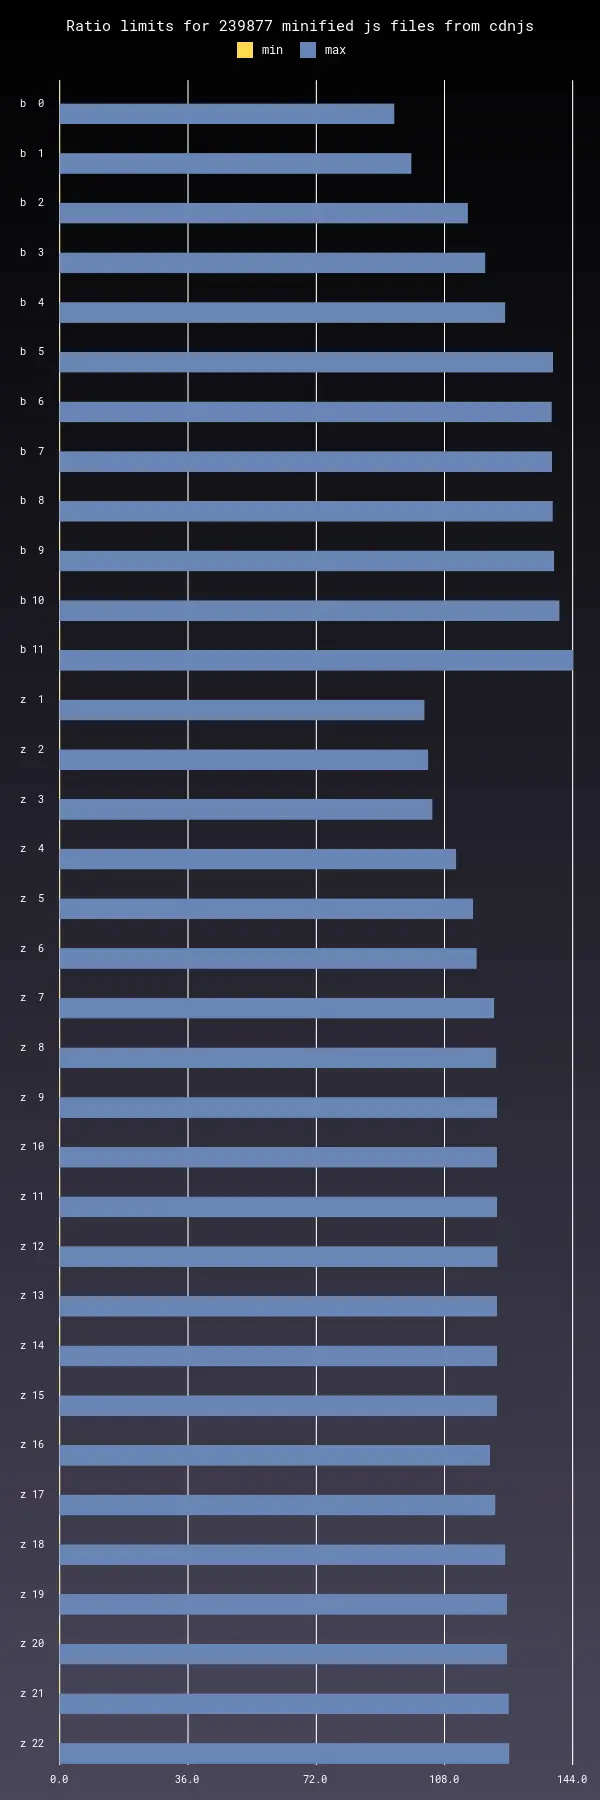 Ratio limits for 239877 minified js files from cdnjs
min max
b 0
b 1
b 2
b 3
b 4
b 5
b 6
b 7
b 8
b 9
b 10
b 11
z 1
z 2
z 3
z 4
z 5
z 6
z 7
z 8
z 9
z 10
z 11
z 12
z 13
z 14
z 15
z 16
z 17
z 18
z 19
z 20
z 21
z 22
0.0 36.0 72.0 108.0 144.0